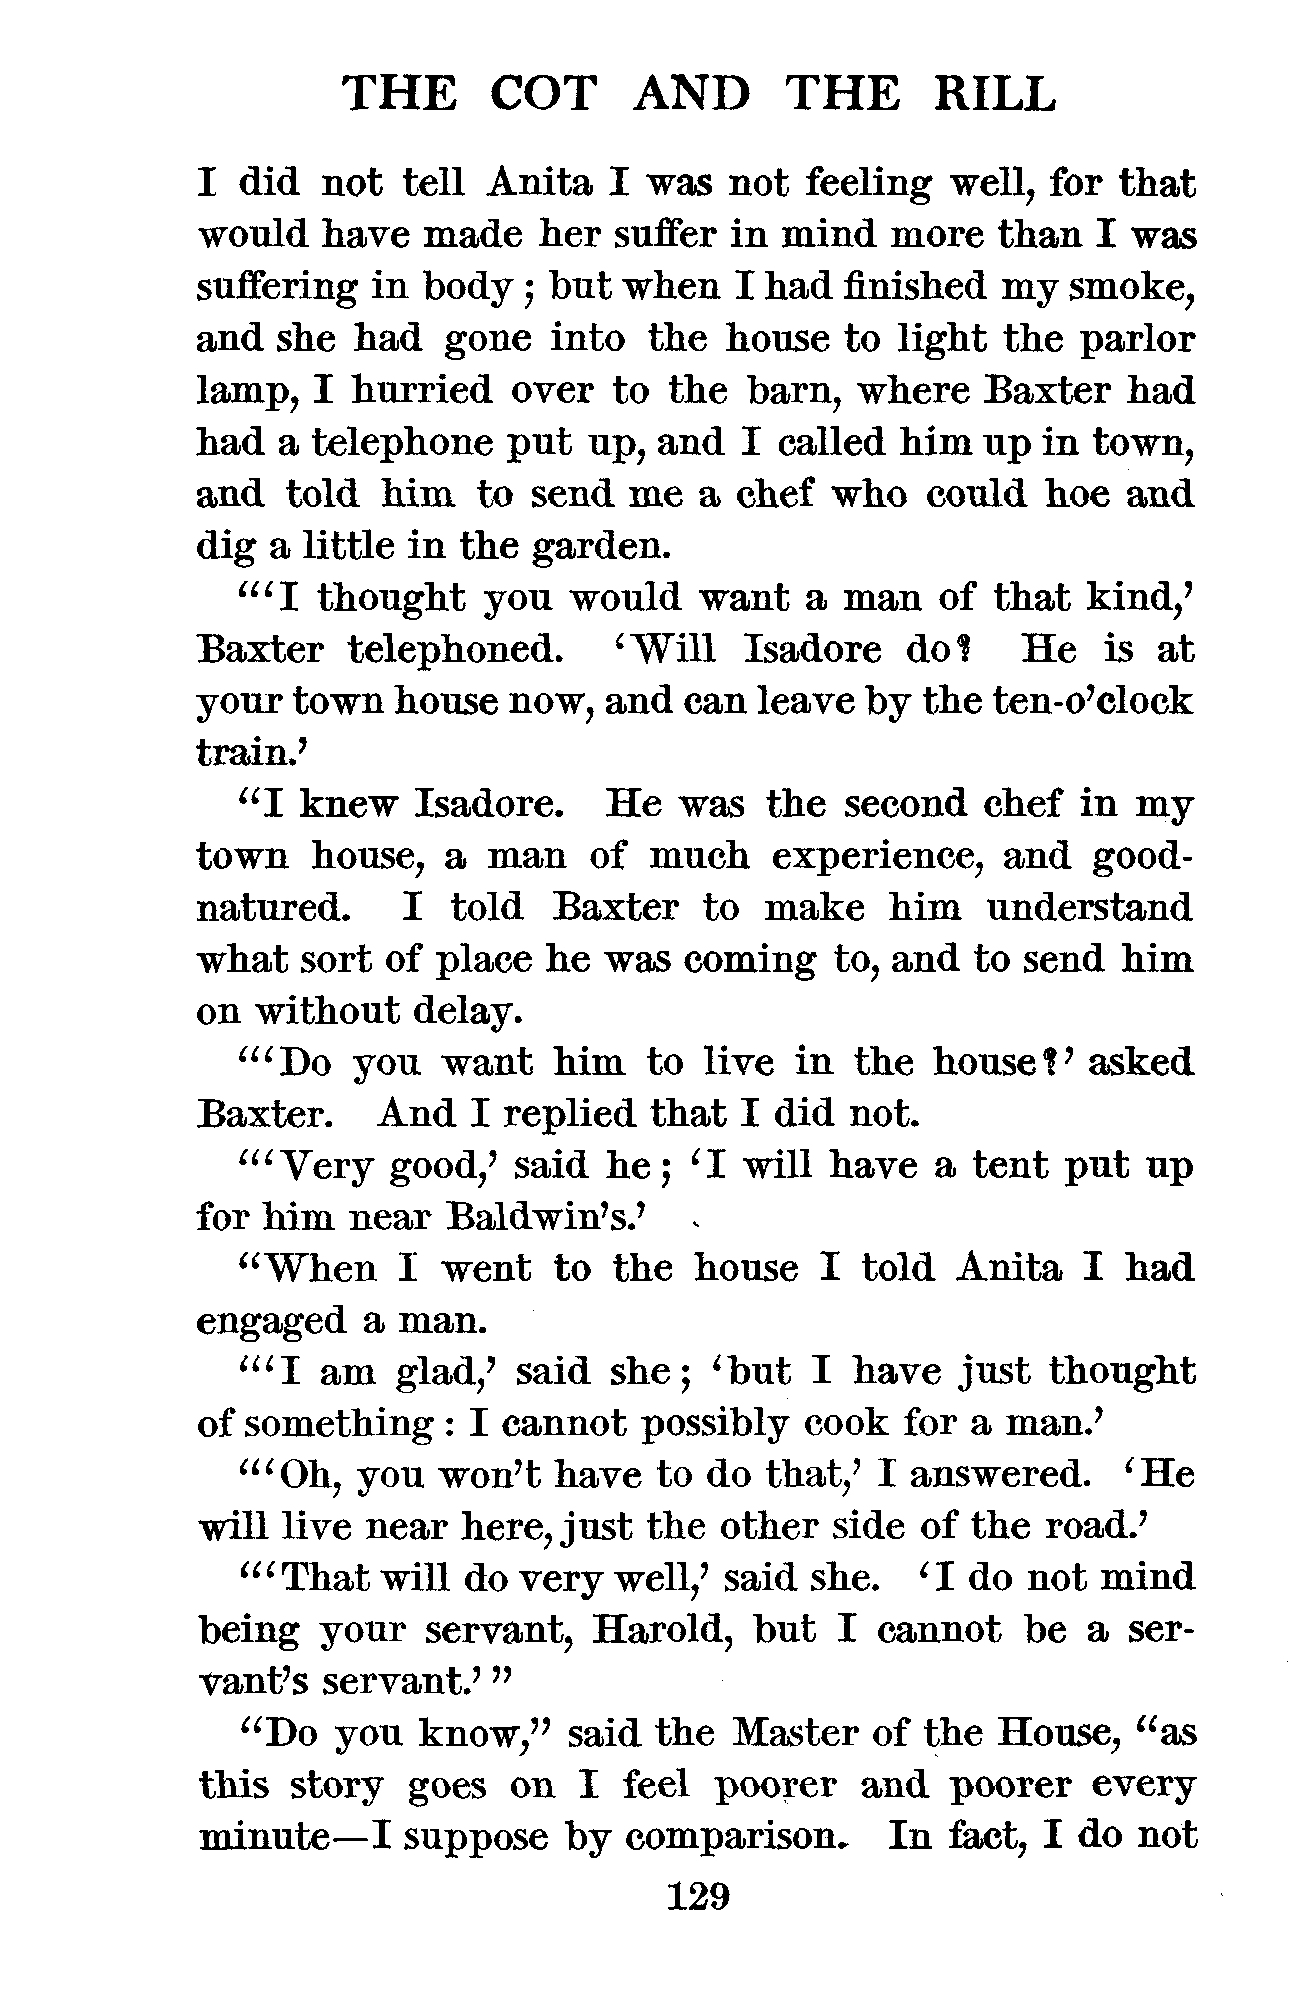 THE COT AND THE RILL
I did not tell Anita I was not feeling well, for that
would have made her suffer in mind more than I was
suffering in body; but when I had finished my smoke,
and she had gone into the house to light the parlor
lamp, I hurried over to the barn, where Baxter had
had a telephone put up, and I called him up in town,
and told him to send me a chef who could hoe and
dig a little in the garden.
"'I thought you would want a man of that kind,'
Baxter telephoned. 'Will Isadore do? He is at
your town house now, and can leave by the ten-o'clock
train.'
"I knew Isadore. He was the second chef in my
town house, a man of much experience, and good-
natured. I told Baxter to make him understand
what sort of place he was coming to, and to send him
on without delay.
"'Do you want him to live in the house?' asked
Baxter. And I replied that I did not.
"'Very good,' said he; 'I will have a tent put up
for him near Baldwin's.'
"When I went to the house I told Anita I had
engaged a man.
"'I am glad,' said she; 'but I have just thought
of something: I cannot possibly cook for a man.'
"'Oh, you won't have to do that,' I answered. 'He
will live near here, just the other side of the road.'
"'That will do very well,' said she. 'I do not mind
being your servant, Harold, but I cannot be a ser-
vant's servant.'"
"Do you know," said the Master of the House, "as
this story goes on I feel poorer and poorer every
minute—I suppose by comparison. In fact, I do not
129